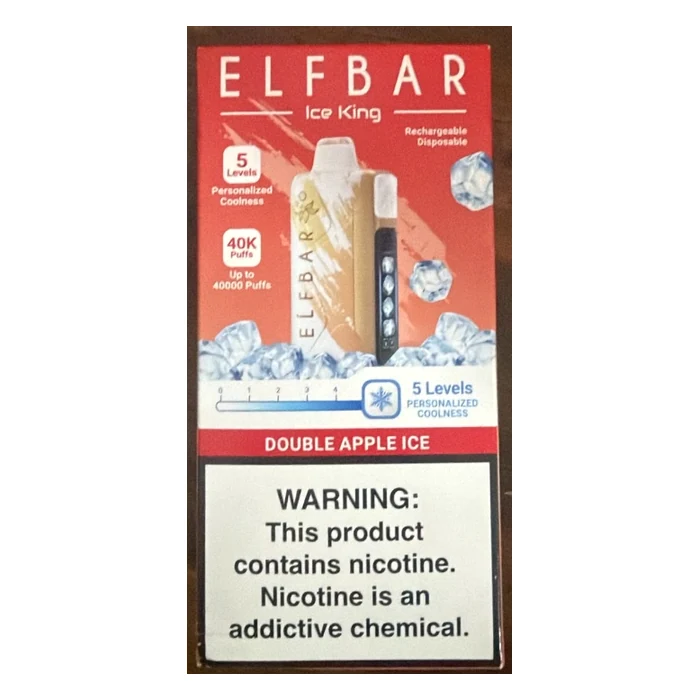 ELFBAR
Ice King
Rechargeable
Disposable
5
Levels
Personalized
Coolness
40K
Puffs
Up to
40000 Puffs
ELFBAR
0 1 2 3 4
5 Levels
PERSONALIZED
COOLNESS
DOUBLE APPLE ICE
WARNING:
This product
contains nicotine.
Nicotine is an
addictive chemical.